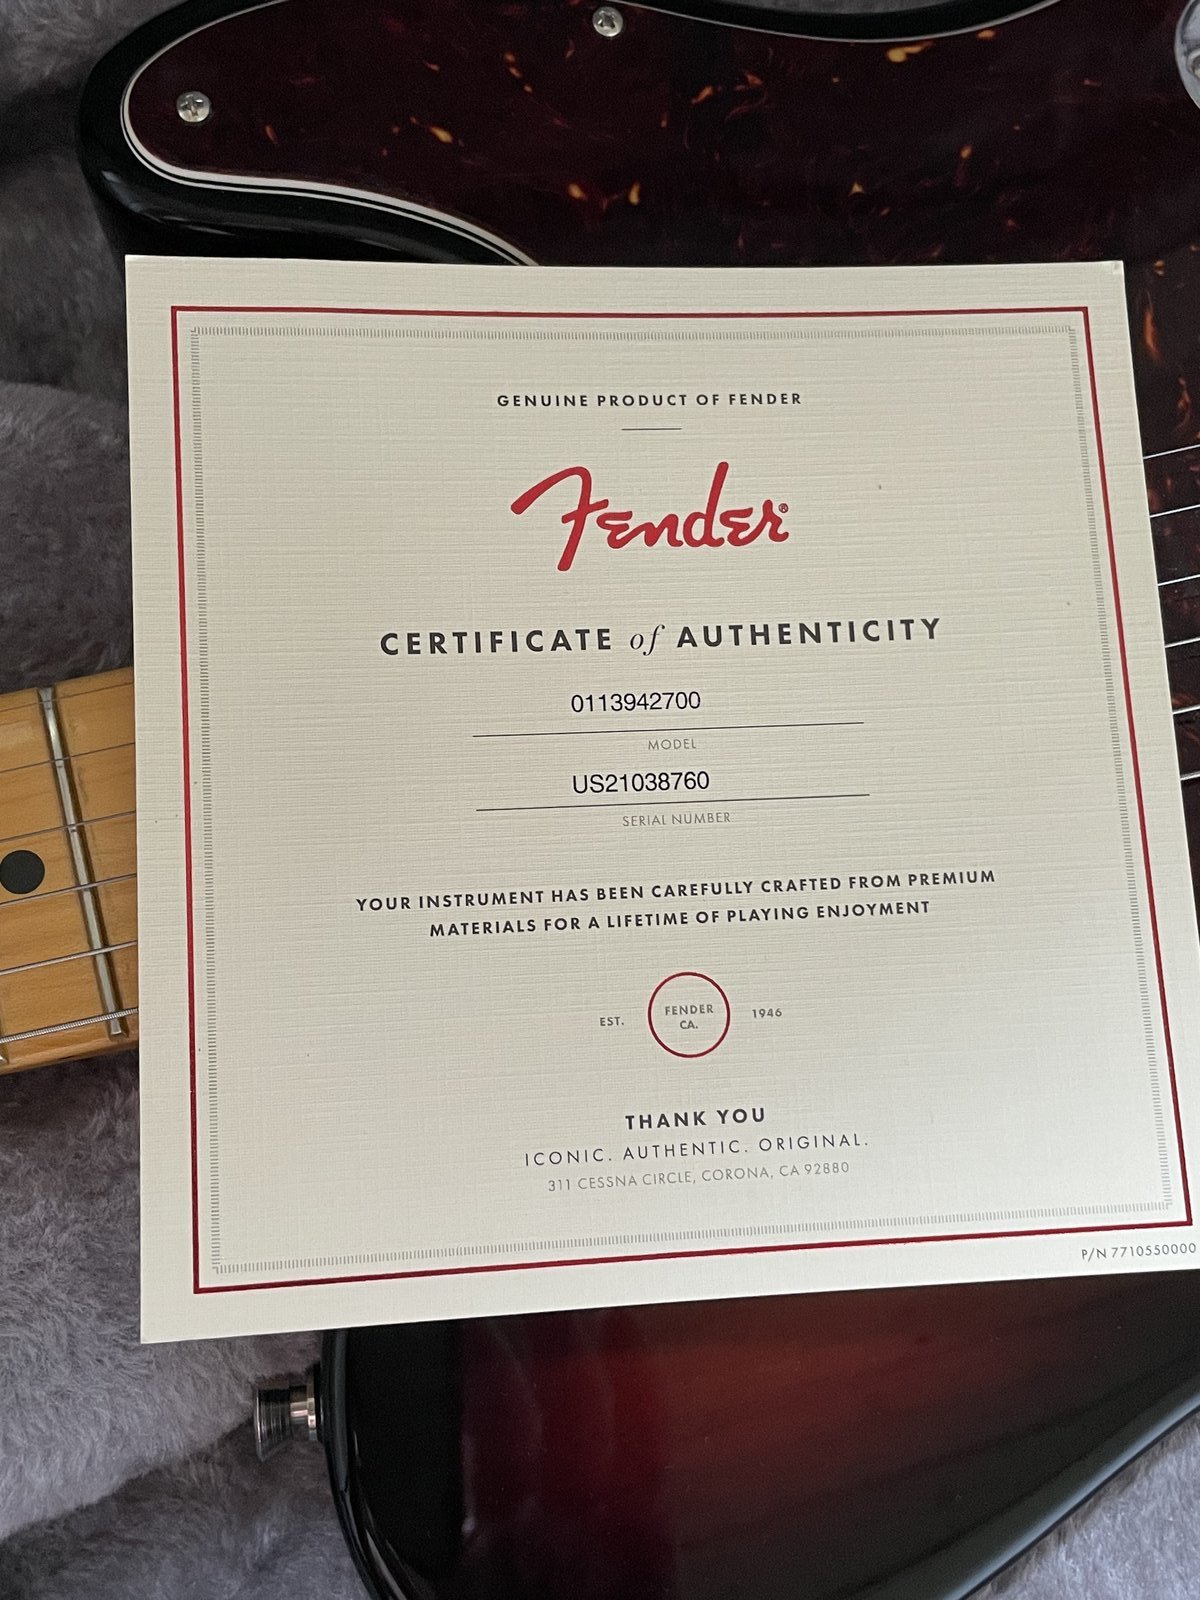 GENUINE PRODUCT OF FENDER
Fender®
CERTIFICATE of AUTHENTICITY
0113942700
MODEL
US21038760
SERIAL NUMBER
YOUR INSTRUMENT HAS BEEN CAREFULLY CRAFTED FROM PREMIUM
MATERIALS FOR A LIFETIME OF PLAYING ENJOYMENT
EST. FENDER CA. 1946
THANK YOU
ICONIC. AUTHENTIC. ORIGINAL.
311 CESSNA CIRCLE, CORONA, CA 92880
P/N 7710550000